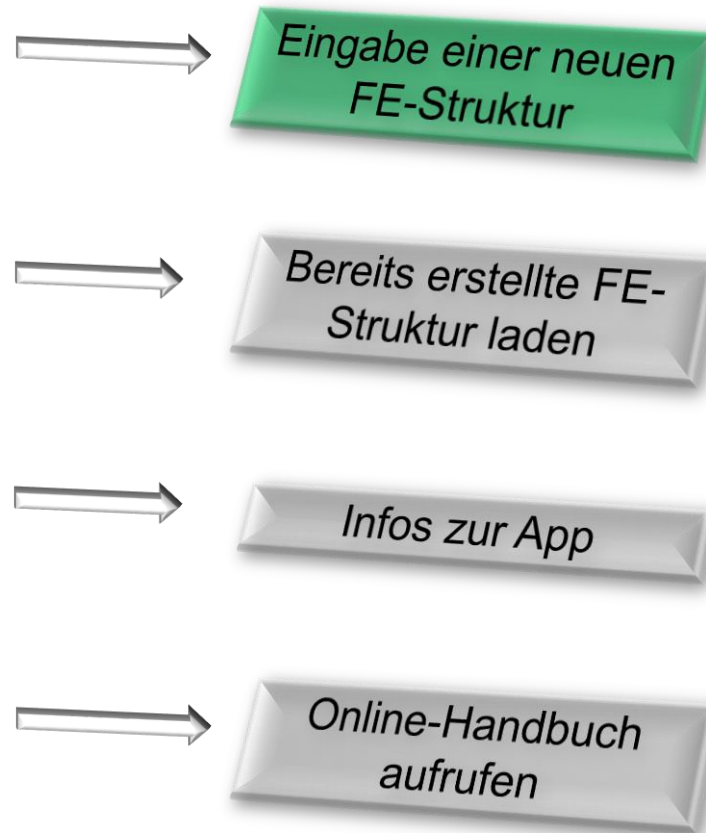 Eingabe einer neuen
FE-Struktur
Bereits erstellte FE-
Struktur laden
Infos zur App
Online-Handbuch
aufrufen